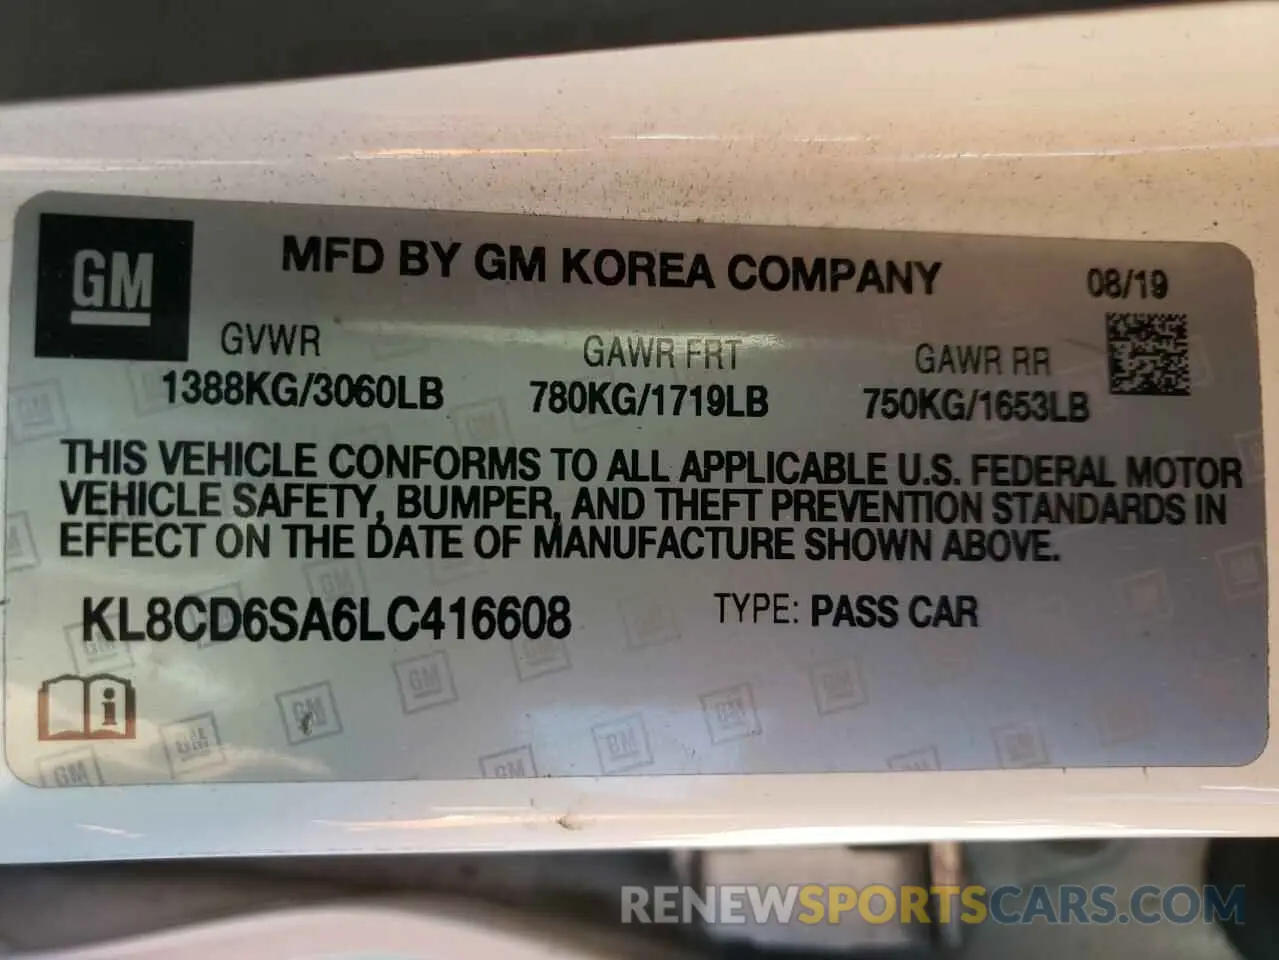 GM
MFD BY GM KOREA COMPANY
08/19
GVWR
GAWR FRT
GAWR RR
1388KG/3060LB
780KG/1719LB
750KG/1653LB
THIS VEHICLE CONFORMS TO ALL APPLICABLE U.S. FEDERAL MOTOR
VEHICLE SAFETY, BUMPER, AND THEFT PREVENTION STANDARDS IN
EFFECT ON THE DATE OF MANUFACTURE SHOWN ABOVE.
KL8CD6SA6LC416608
TYPE: PASS CAR
RENEWSPORTSCARS.COM